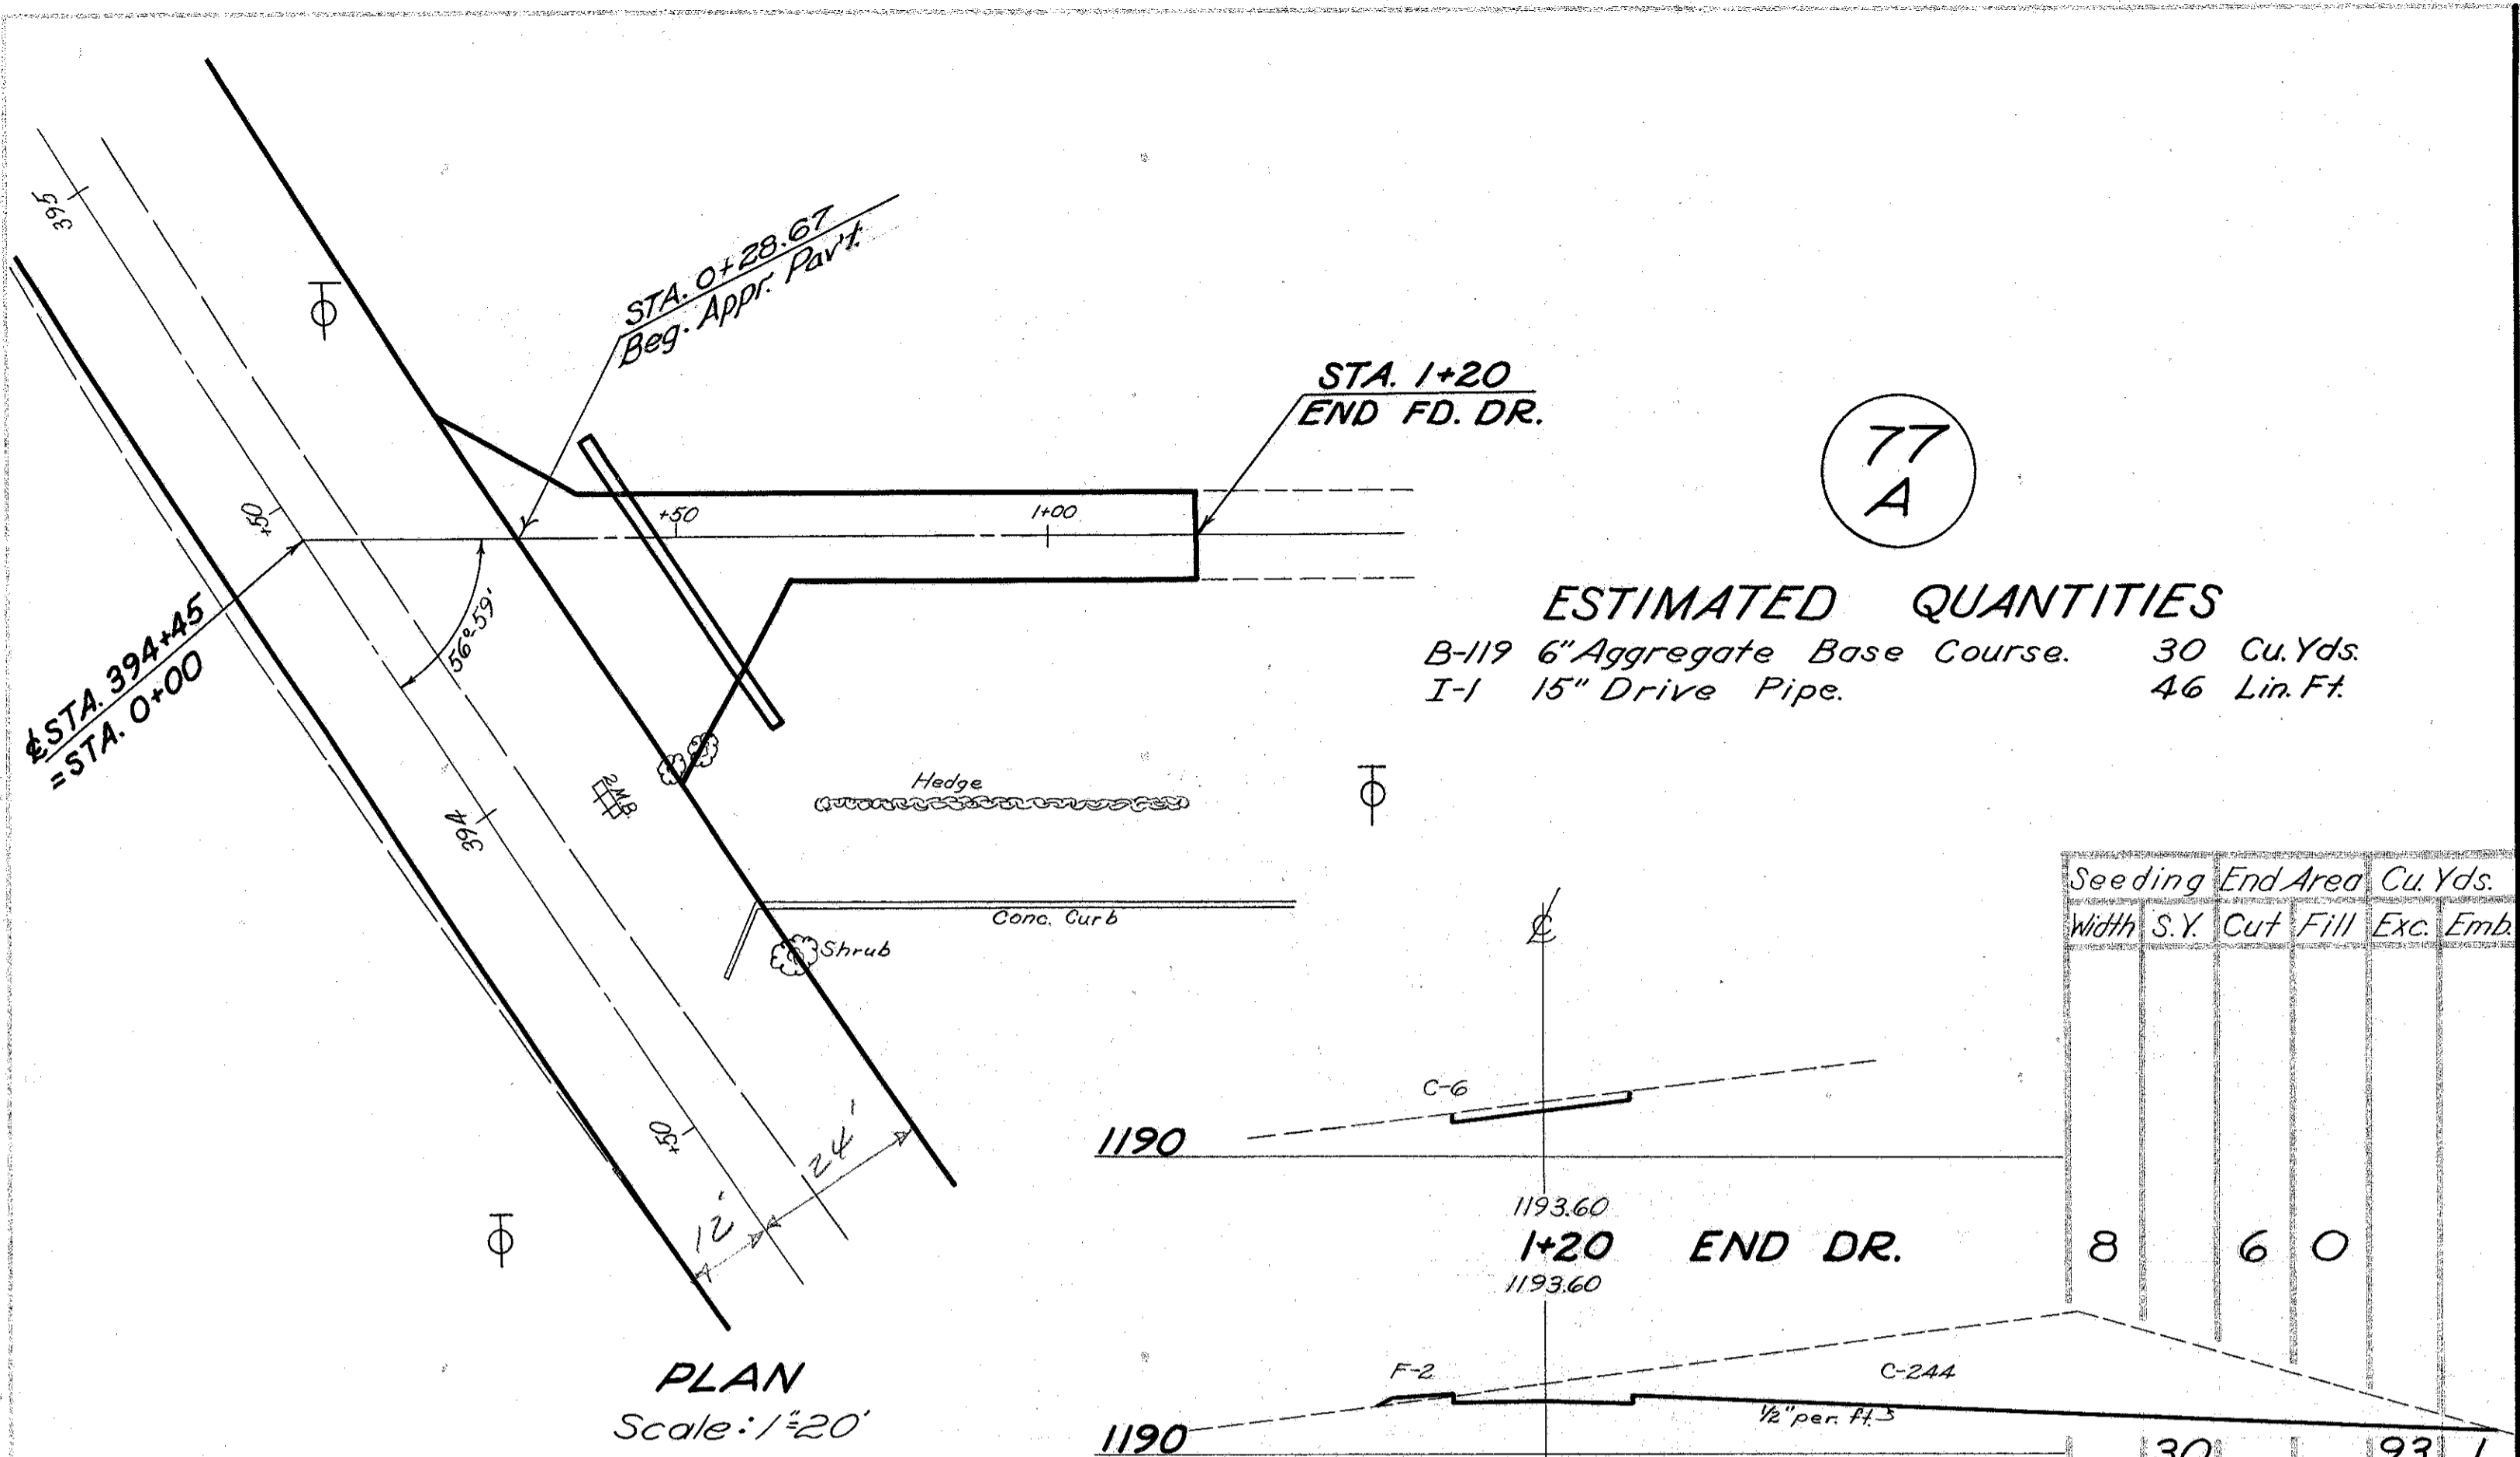 395
STA. 0+28.67
Beg. Appr. Pav't.
STA. 1+20
END FD. DR.
77
A
+50
+50
1+00
56°-59'
℄ STA. 394+45
=STA. 0+00
ESTIMATED QUANTITIES
B-119 6" Aggregate Base Course. 30 Cu. Yds.
I-1 15" Drive Pipe. 46 Lin. Ft.
2 M.B.
Hedge
394
Conc. Curb
Shrub
+50
24'
12'
PLAN
Scale: 1"=20'
Seeding End Area Cu. Yds.
Width S.Y. Cut Fill Exc. Emb.
℄
C-6
1190
1193.60
1+20 END DR. 8 6 0
1193.60
F-2 C-244
1/2" per. ft.
1190
30 93 1